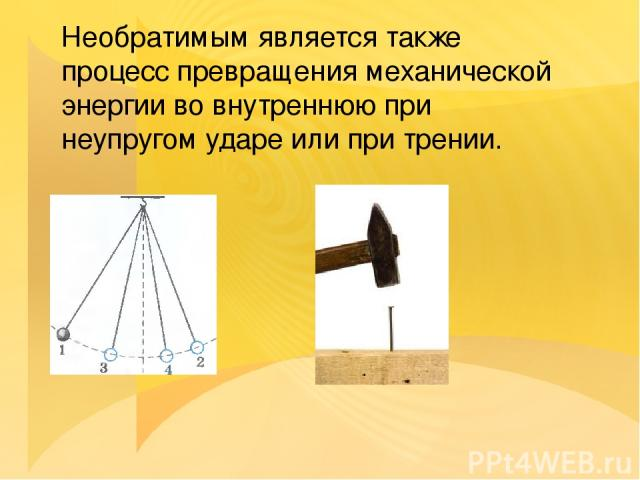 Необратимым является также
процесс превращения механической
энергии во внутреннюю при
неупругом ударе или при трении.
1
3
4
2
PPt4WEB.ru